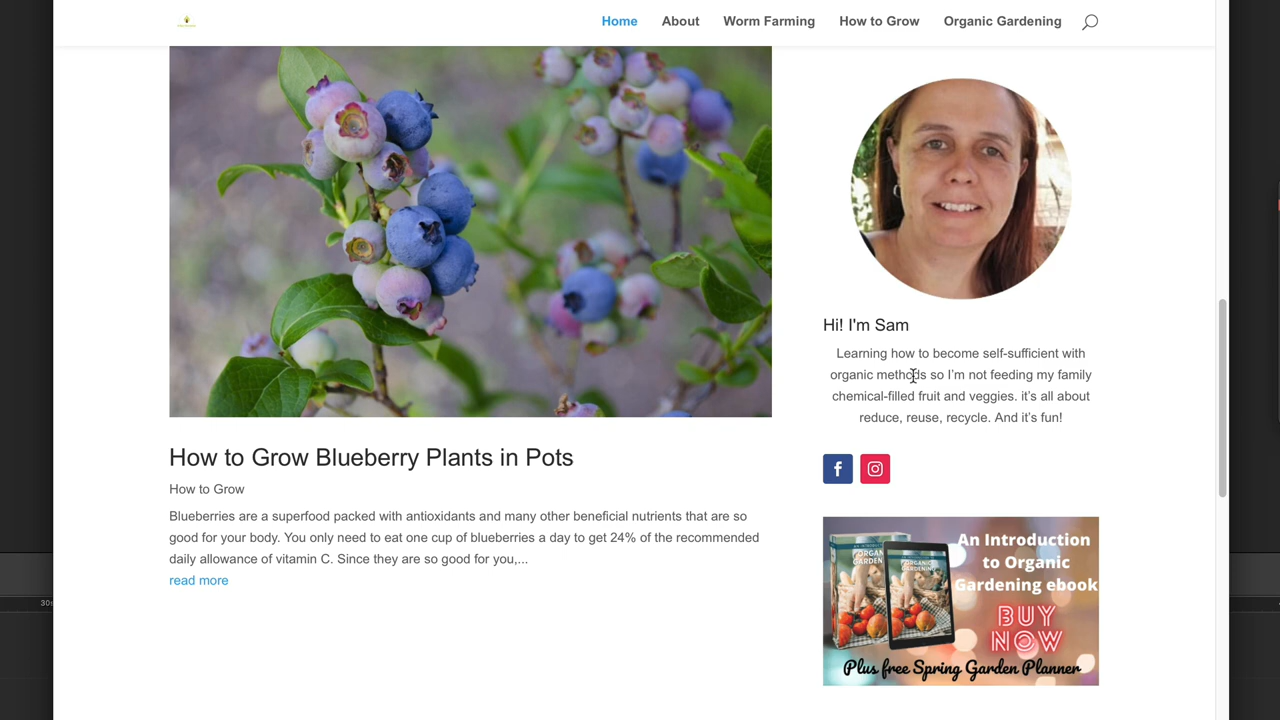 Home About Worm Farming How to Grow Organic Gardening
Hi! I'm Sam
Learning how to become self-sufficient with
organic methods so I'm not feeding my family
chemical-filled fruit and veggies. it's all about
reduce, reuse, recycle. And it's fun!
How to Grow Blueberry Plants in Pots
How to Grow
Blueberries are a superfood packed with antioxidants and many other beneficial nutrients that are so
good for your body. You only need to eat one cup of blueberries a day to get 24% of the recommended
daily allowance of vitamin C. Since they are so good for you,...
read more
An Introduction
to Organic
Gardening ebook
BUY
NOW
Plus free Spring Garden Planner